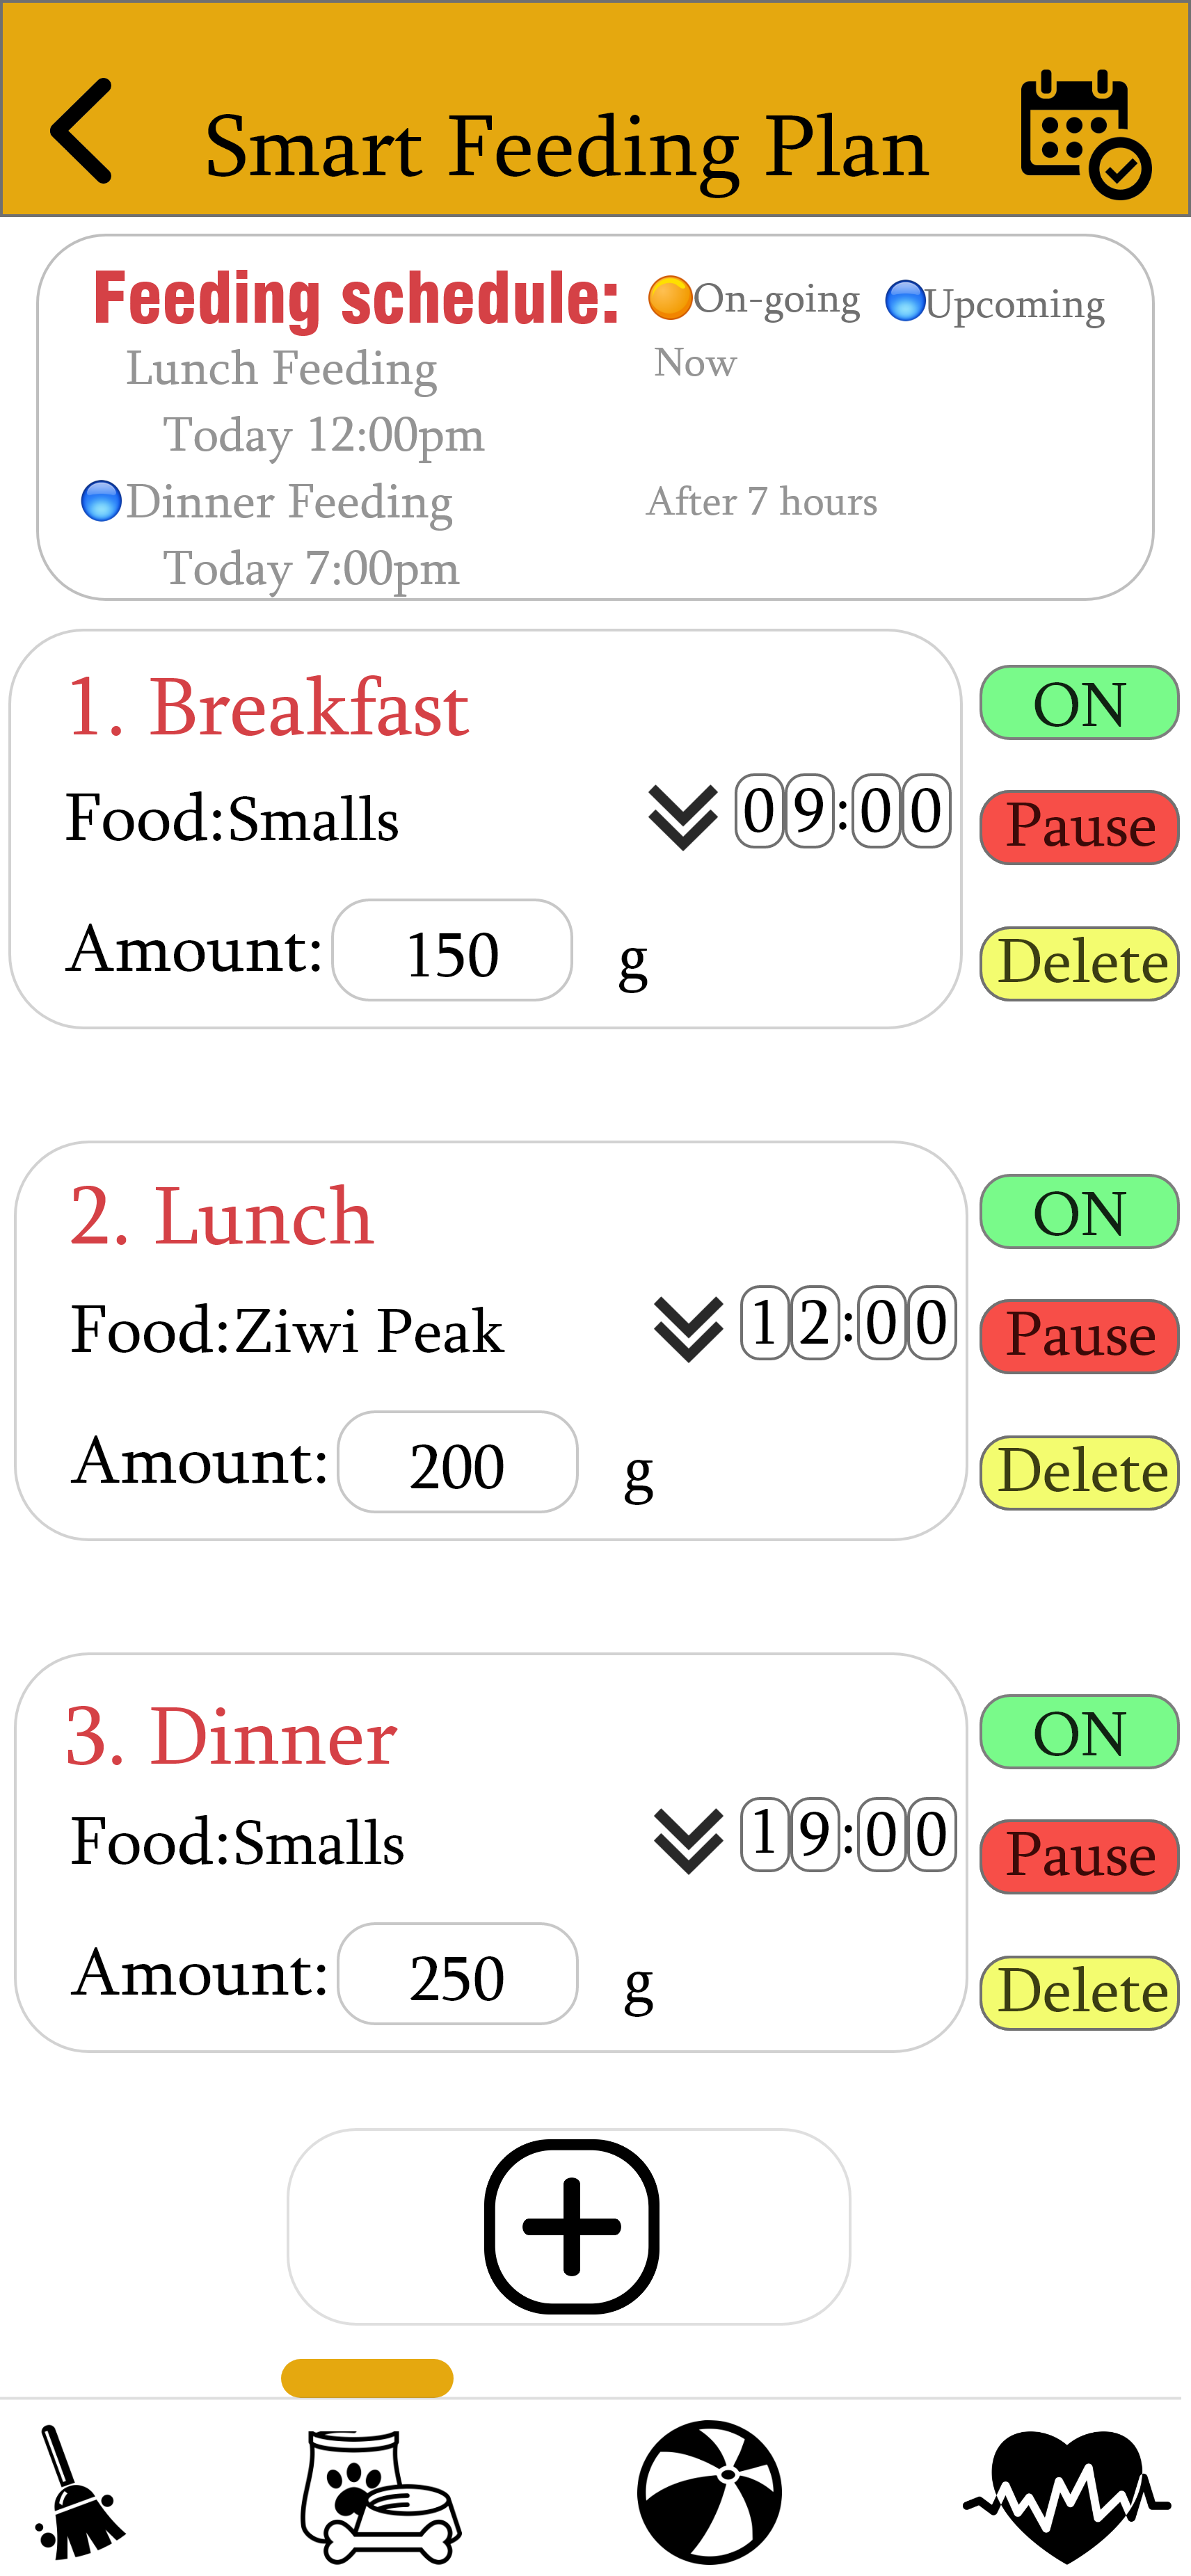 Smart Feeding Plan
Feeding schedule: On-going Upcoming
Lunch Feeding Now
Today 12:00pm
Dinner Feeding After 7 hours
Today 7:00pm
1. Breakfast ON
Food:Smalls 09:00 Pause
Amount: 150 g Delete
2. Lunch ON
Food:Ziwi Peak 12:00 Pause
Amount: 200 g Delete
3. Dinner ON
Food:Smalls 19:00 Pause
Amount: 250 g Delete